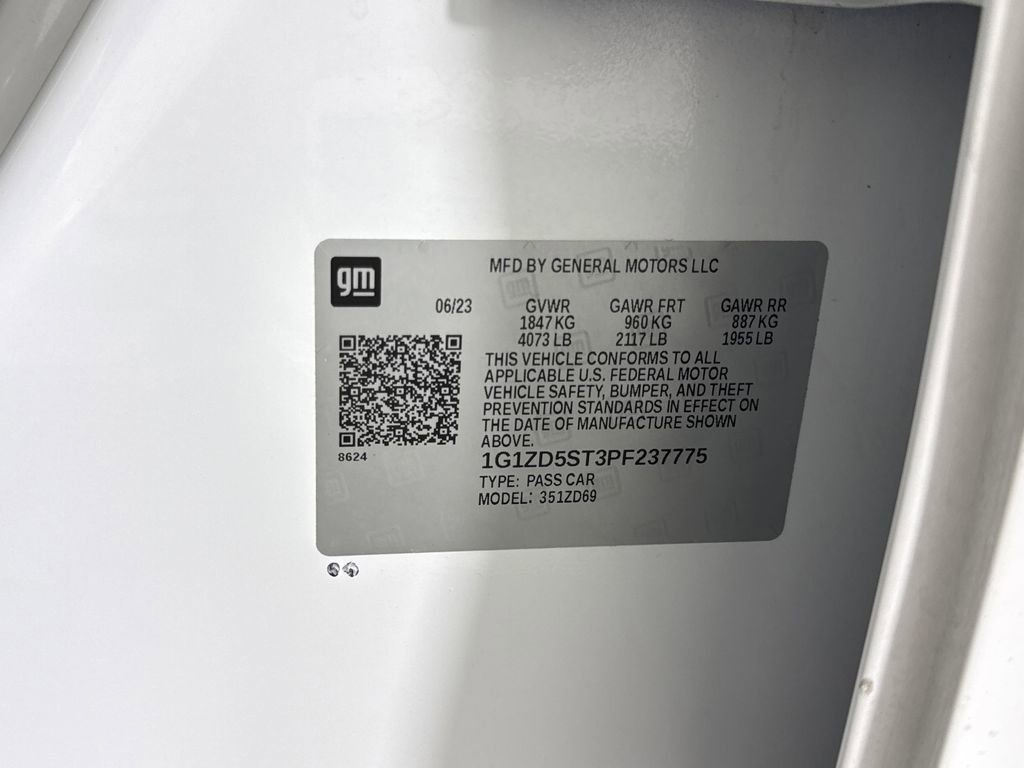 gm
MFD BY GENERAL MOTORS LLC
06/23 GVWR GAWR FRT GAWR RR
1847 KG 960 KG 887 KG
4073 LB 2117 LB 1955 LB
THIS VEHICLE CONFORMS TO ALL
APPLICABLE U.S. FEDERAL MOTOR
VEHICLE SAFETY, BUMPER, AND THEFT
PREVENTION STANDARDS IN EFFECT ON
THE DATE OF MANUFACTURE SHOWN
ABOVE.
8624
1G1ZD5ST3PF237775
TYPE: PASS CAR
MODEL: 351ZD69